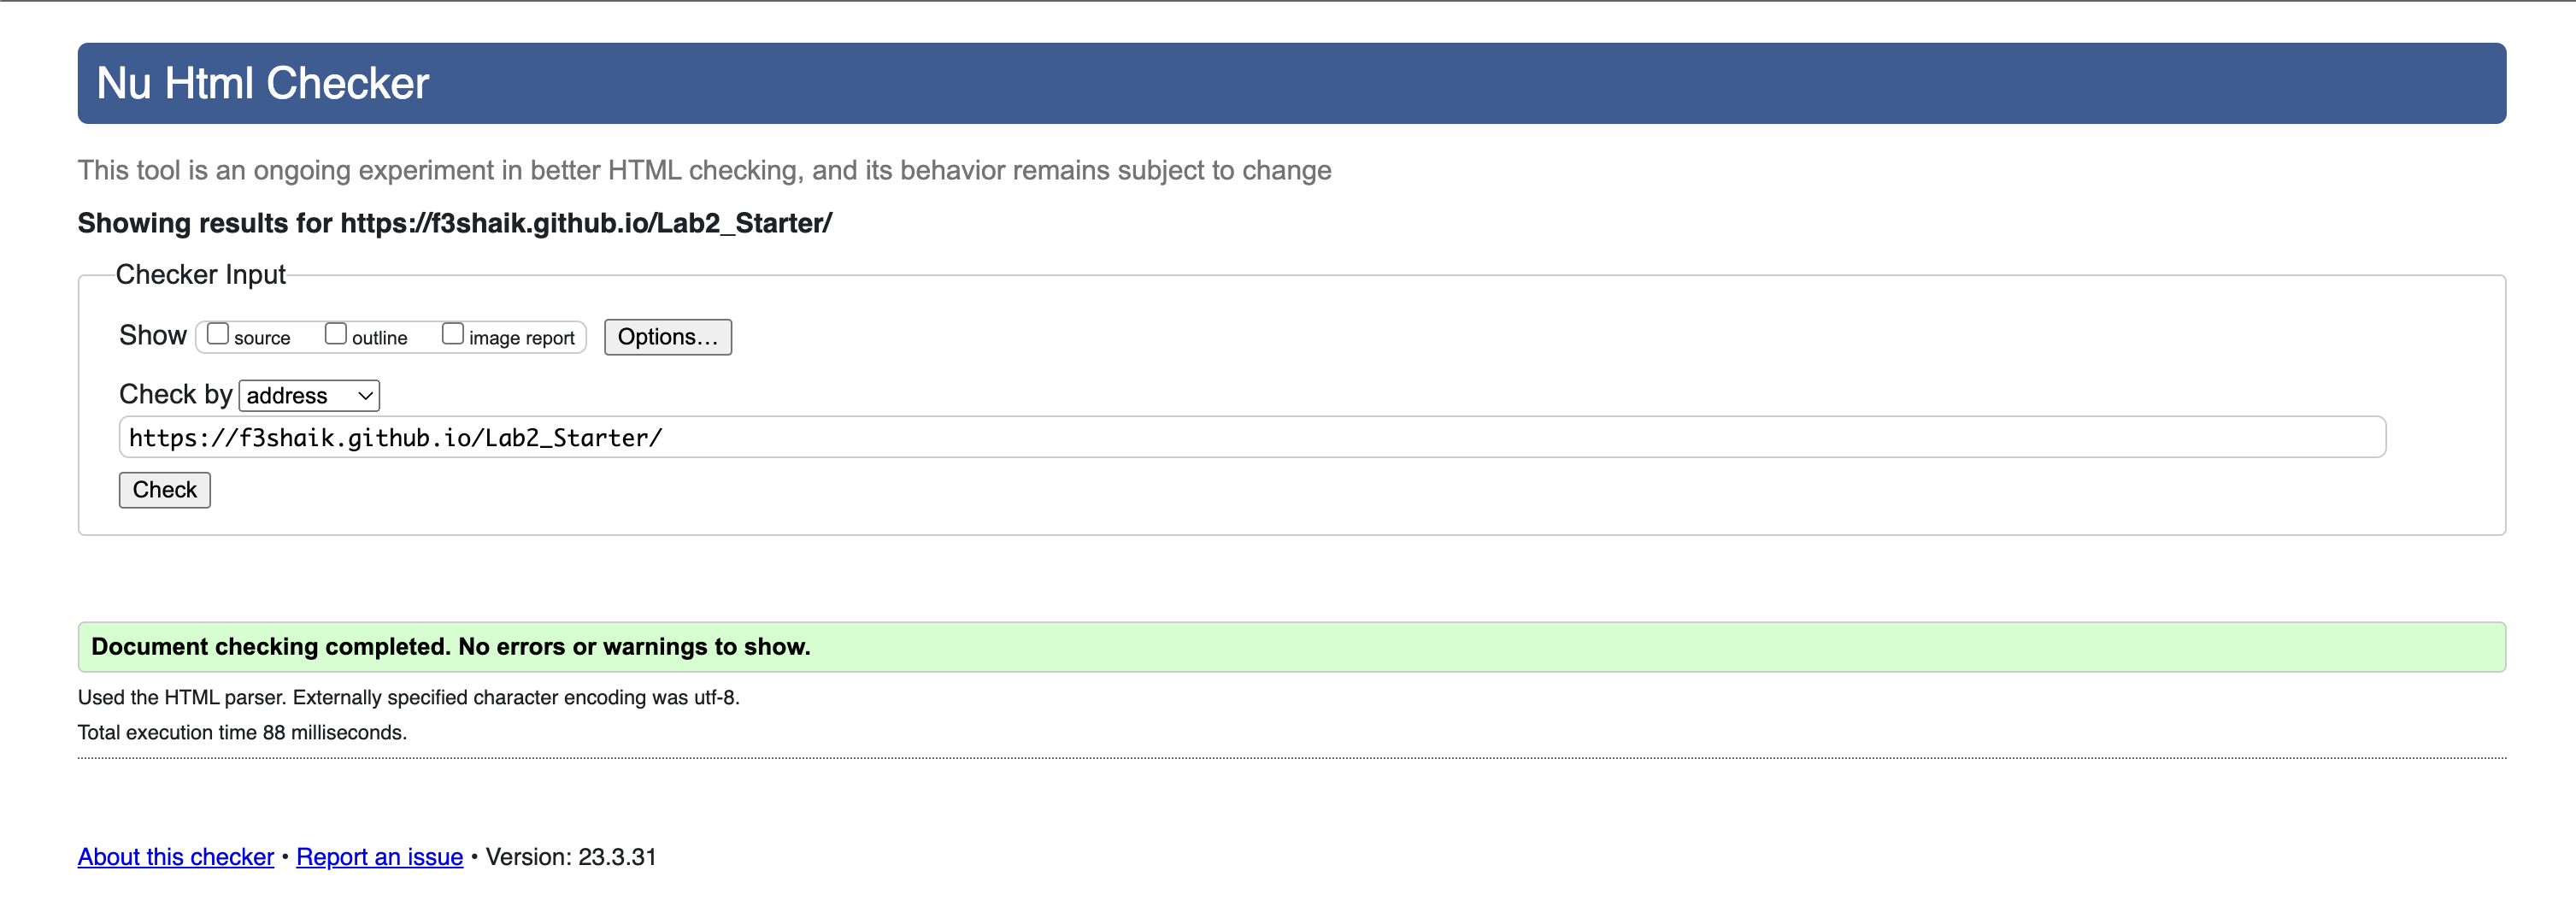 Nu Html Checker
This tool is an ongoing experiment in better HTML checking, and its behavior remains subject to change
Showing results for https://f3shaik.github.io/Lab2_Starter/
Checker Input
Show source outline image report Options...
Check by address
https://f3shaik.github.io/Lab2_Starter/
Check
Document checking completed. No errors or warnings to show.
Used the HTML parser. Externally specified character encoding was utf-8.
Total execution time 88 milliseconds.
About this checker • Report an issue • Version: 23.3.31